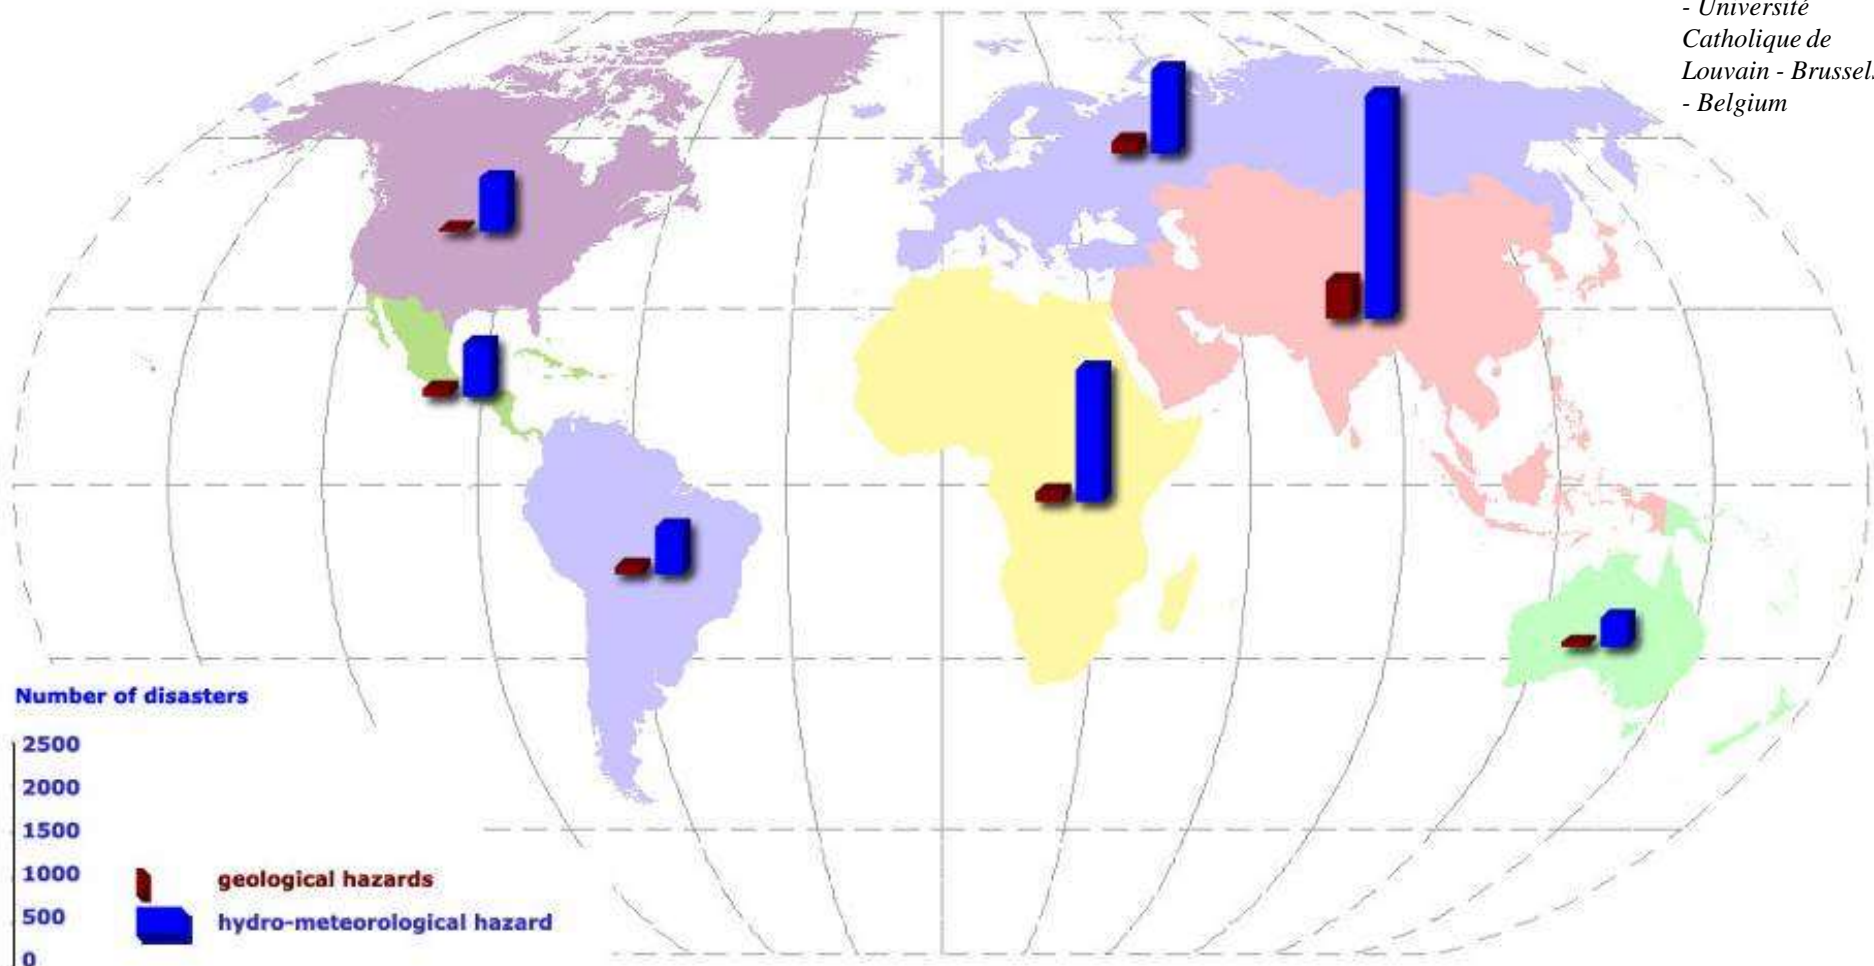 - Université
Catholique de
Louvain - Brussels
- Belgium
Number of disasters
2500
2000
1500
1000
500
0
geological hazards
hydro-meteorological hazard